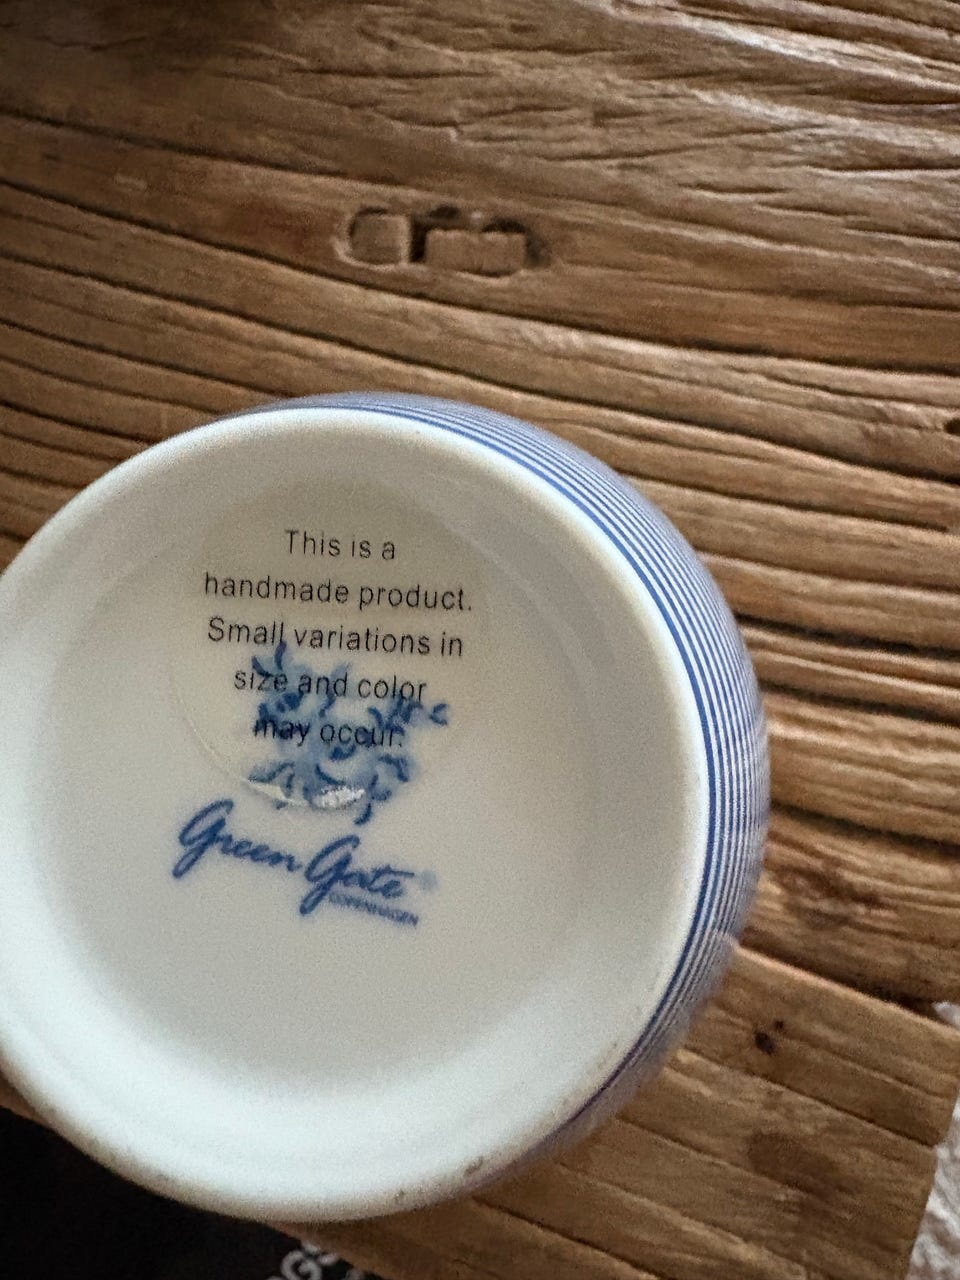 This is a
handmade product.
Small variations in
size and color
may occur.
Green Gate
COPENHAGEN